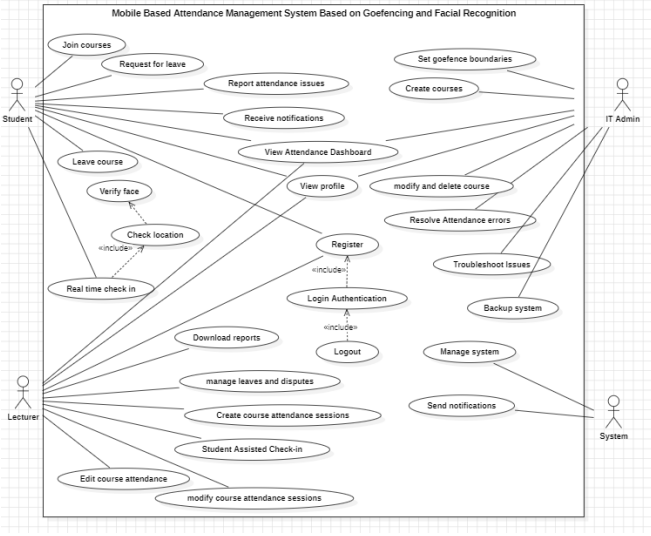 Mobile Based Attendance Management System Based on Goefencing and Facial Recognition
Join courses
Request for leave
Set goefence boundaries
Report attendance issues
Create courses
Student
Receive notifications
IT Admin
View Attendance Dashboard
Leave course
Verify face
View profile
modify and delete course
Resolve Attendance errors
Check location
«include»
Register
«include»
Troubleshoot Issues
Real time check in
Login Authentication
Backup system
«include»
Download reports
Logout
Manage system
manage leaves and disputes
Lecturer
Create course attendance sessions
Send notifications
System
Student Assisted Check-in
Edit course attendance
modify course attendance sessions